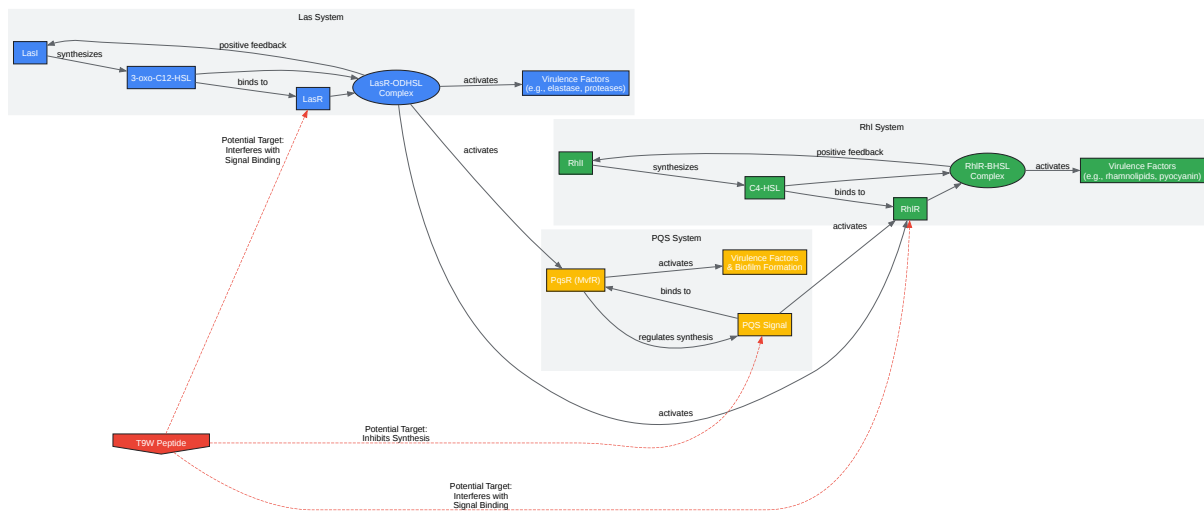 Las System
LasI
synthesizes
positive feedback
3-oxo-C12-HSL
binds to
LasR
LasR-ODHSL
Complex
activates
Virulence Factors
(e.g., elastase, proteases)
Potential Target:
Interferes with
Signal Binding
activates
Rhl System
RhlI
synthesizes
positive feedback
C4-HSL
binds to
RhlR
RhlR-BHSL
Complex
activates
Virulence Factors
(e.g., rhamnolipids, pyocyanin)
activates
PQS System
PqsR (MvfR)
activates
Virulence Factors
& Biofilm Formation
binds to
PQS Signal
regulates synthesis
activates
T9W Peptide
Potential Target:
Inhibits Synthesis
Potential Target:
Interferes with
Signal Binding